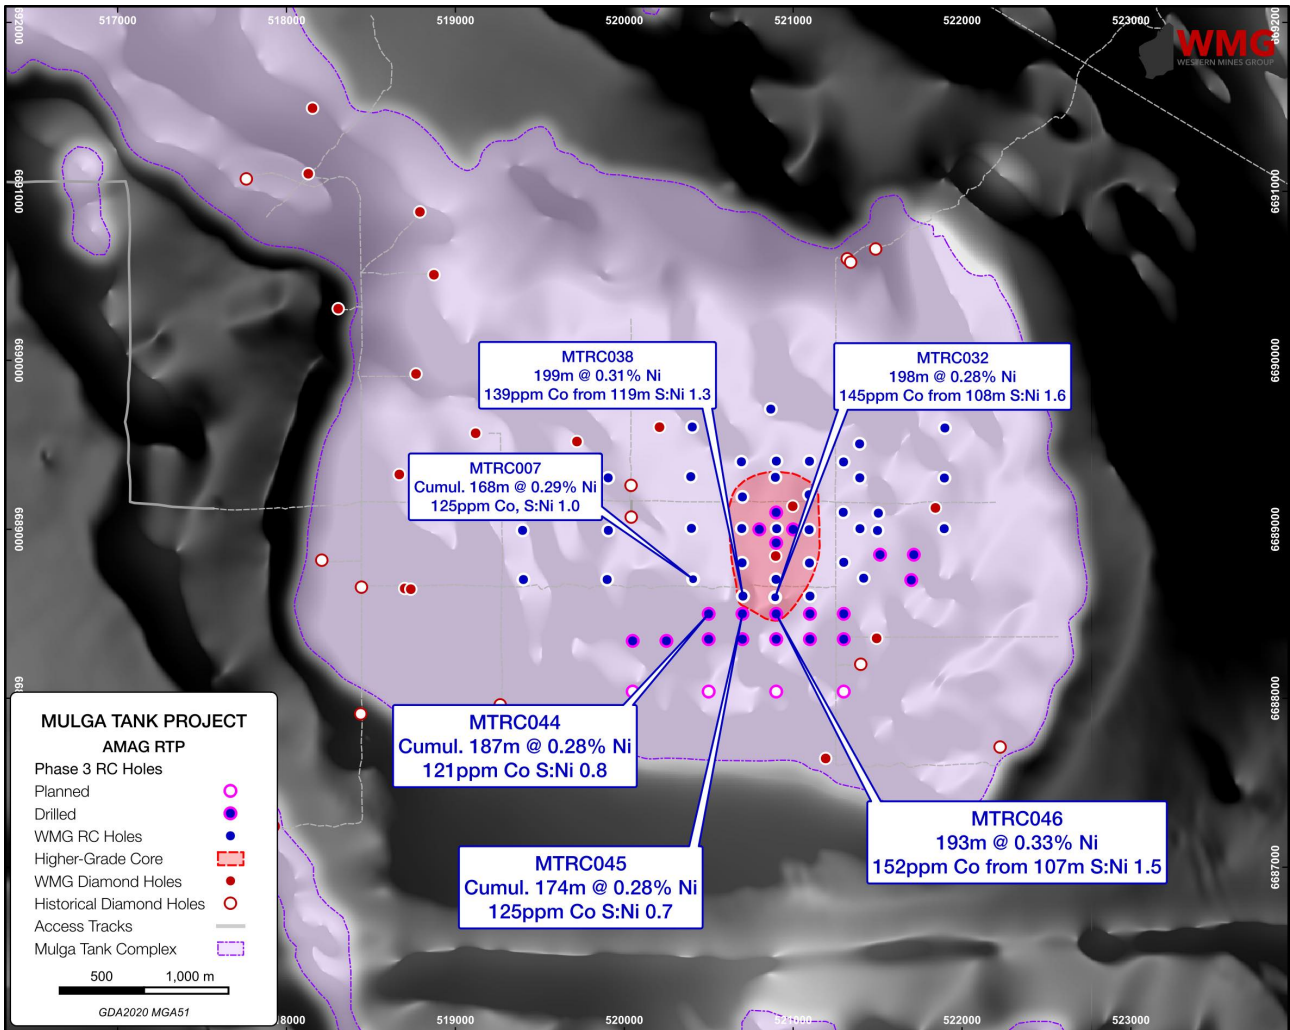 517000
518000
519000
520000
521000
522000
523000
6692000
669200
WMG
WESTERN MINES GROUP
6691000
6691000
6690000
6690000
MTRC038
199m @ 0.31% Ni
139ppm Co from 119m S:Ni 1.3
MTRC032
198m @ 0.28% Ni
145ppm Co from 108m S:Ni 1.6
MTRC007
Cumul. 168m @ 0.29% Ni
125ppm Co, S:Ni 1.0
6689000
6689000
MTRC044
Cumul. 187m @ 0.28% Ni
121ppm Co S:Ni 0.8
6688000
MTRC045
Cumul. 174m @ 0.28% Ni
125ppm Co S:Ni 0.7
MTRC046
193m @ 0.33% Ni
152ppm Co from 107m S:Ni 1.5
6687000
MULGA TANK PROJECT
AMAG RTP
Phase 3 RC Holes
Planned
Drilled
WMG RC Holes
Higher-Grade Core
WMG Diamond Holes
Historical Diamond Holes
Access Tracks
Mulga Tank Complex
500 1,000 m
GDA2020 MGA51
8000
519000
520000
521000
522000
523000